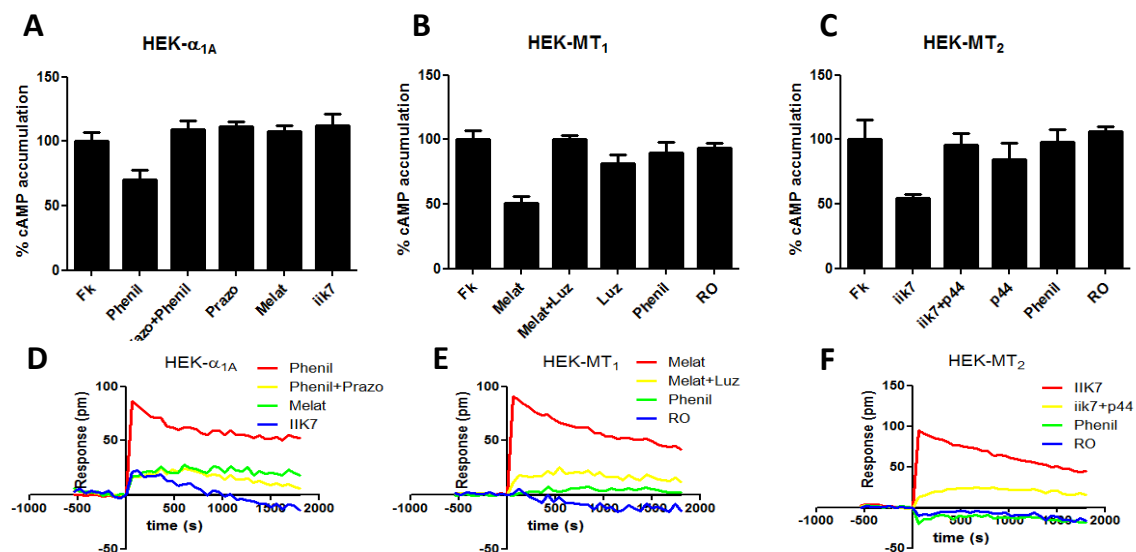 A
HEK-α1A
% cAMP accumulation
150
100
50
0
Fk
Phenil
azo+Phenil
Prazo
Melat
iik7
B
HEK-MT1
% cAMP accumulation
150
100
50
0
Fk
Melat
Melat+Luz
Luz
Phenil
RO
C
HEK-MT2
% cAMP accumulation
150
100
50
0
Fk
iik7
iik7+p44
p44
Phenil
RO
D
HEK-α1A
Phenil
Phenil+Prazo
Melat
IIK7
Response (pm)
100
50
-50
-1000
-500
500
1000
1500
2000
time (s)
E
HEK-MT1
Melat
Melat+Luz
Phenil
RO
Response (pm)
100
50
-50
-1000
-500
500
1000
1500
2000
time (s)
F
HEK-MT2
IIK7
iik7+p44
Phenil
RO
Response (pm)
150
100
50
-50
-1000
-500
500
1000
1500
2000
time (s)